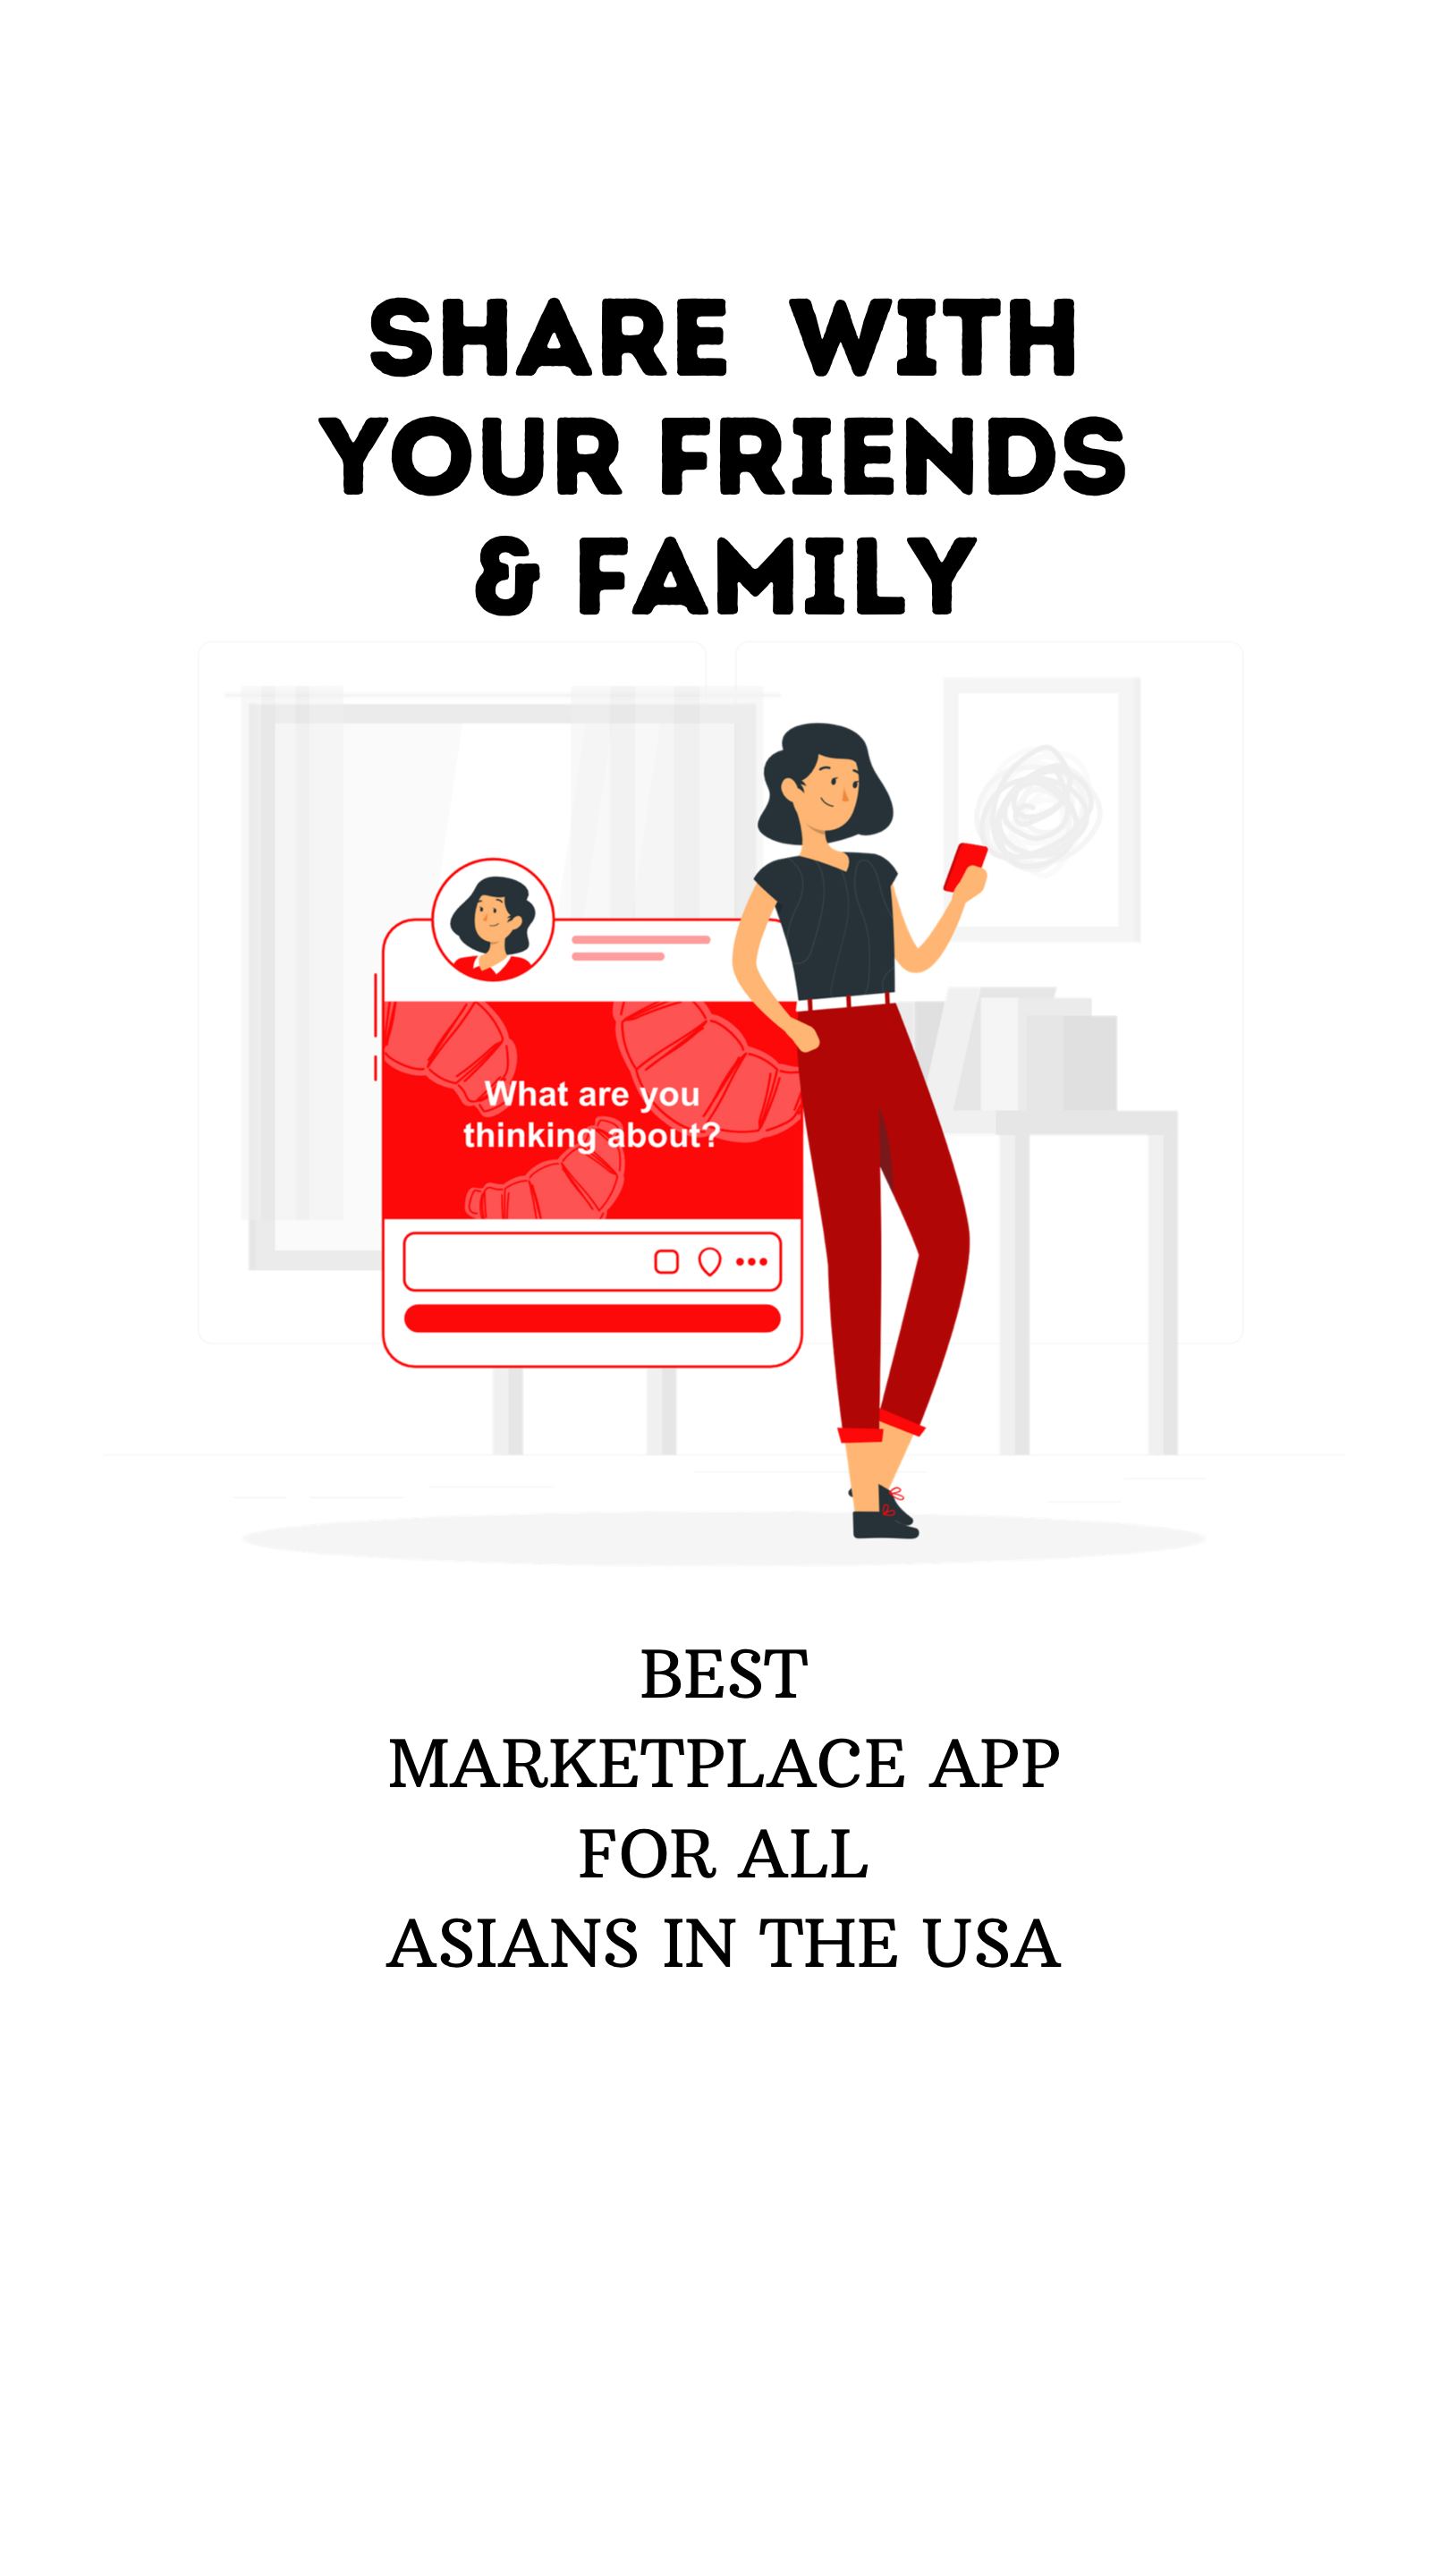 SHARE WITH
YOUR FRIENDS
& FAMILY
What are you
thinking about?
BEST
MARKETPLACE APP
FOR ALL
ASIANS IN THE USA